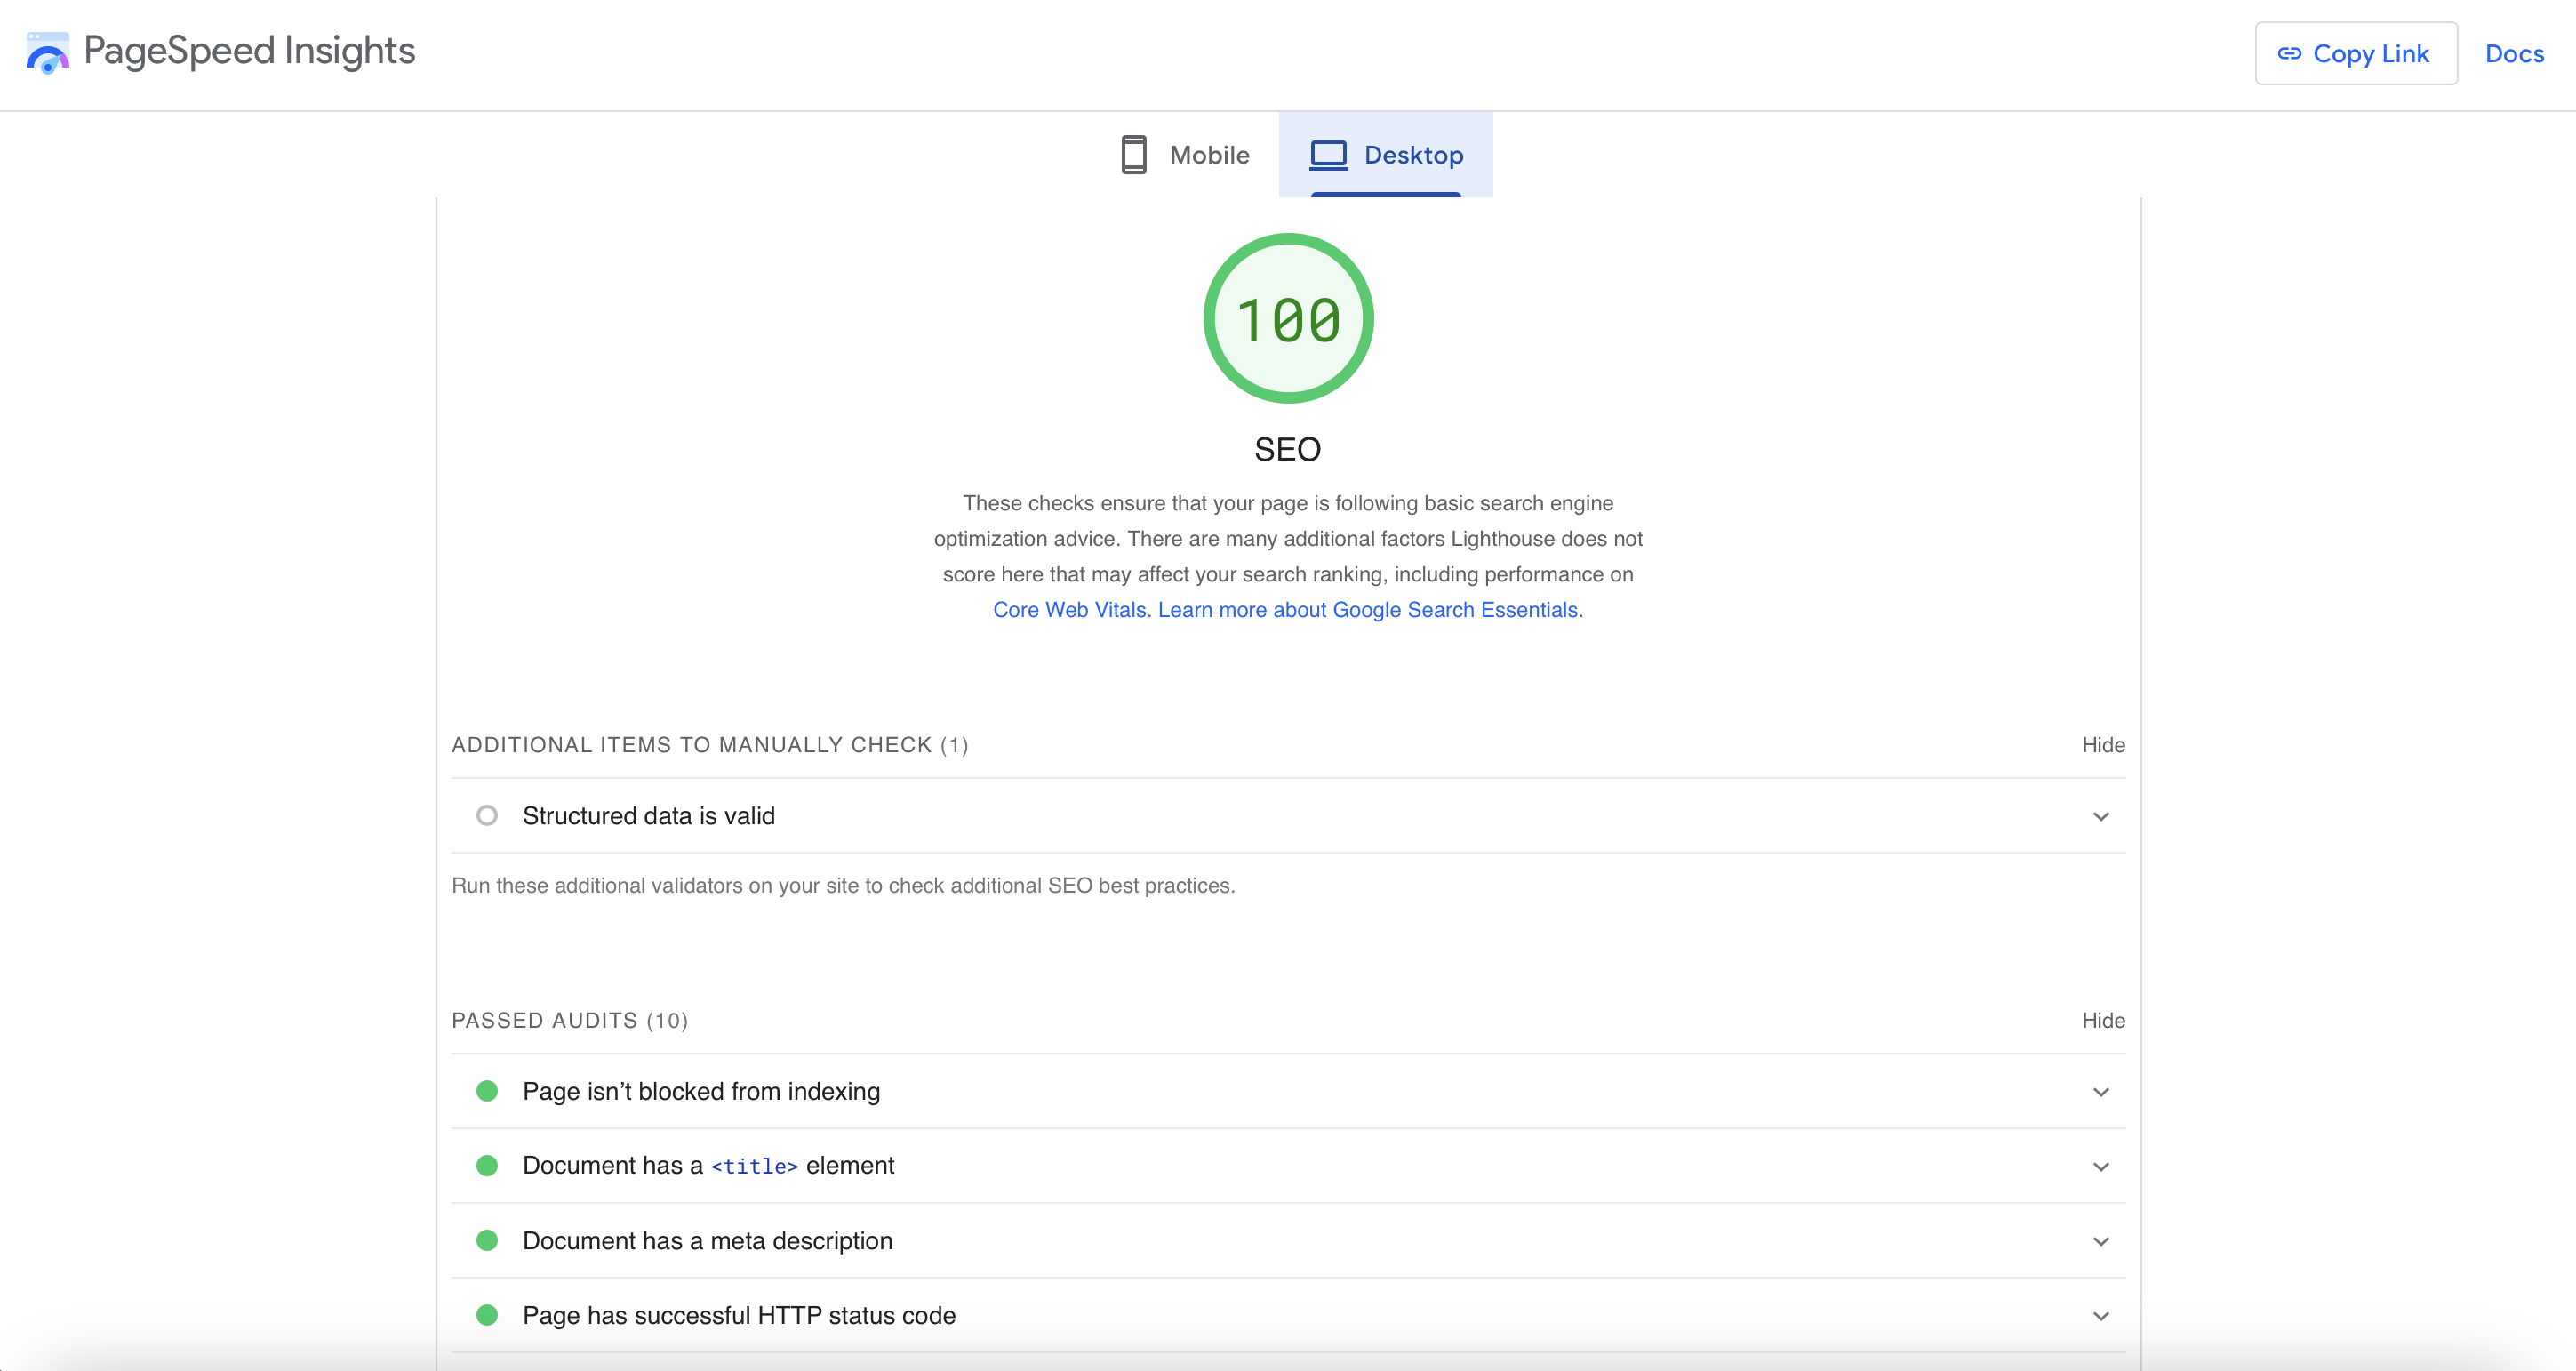 PageSpeed Insights
Copy Link
Docs
Mobile
Desktop
100
SEO
These checks ensure that your page is following basic search engine
optimization advice. There are many additional factors Lighthouse does not
score here that may affect your search ranking, including performance on
Core Web Vitals. Learn more about Google Search Essentials.
ADDITIONAL ITEMS TO MANUALLY CHECK (1)
Hide
Structured data is valid
Run these additional validators on your site to check additional SEO best practices.
PASSED AUDITS (10)
Hide
Page isn’t blocked from indexing
Document has a <title> element
Document has a meta description
Page has successful HTTP status code